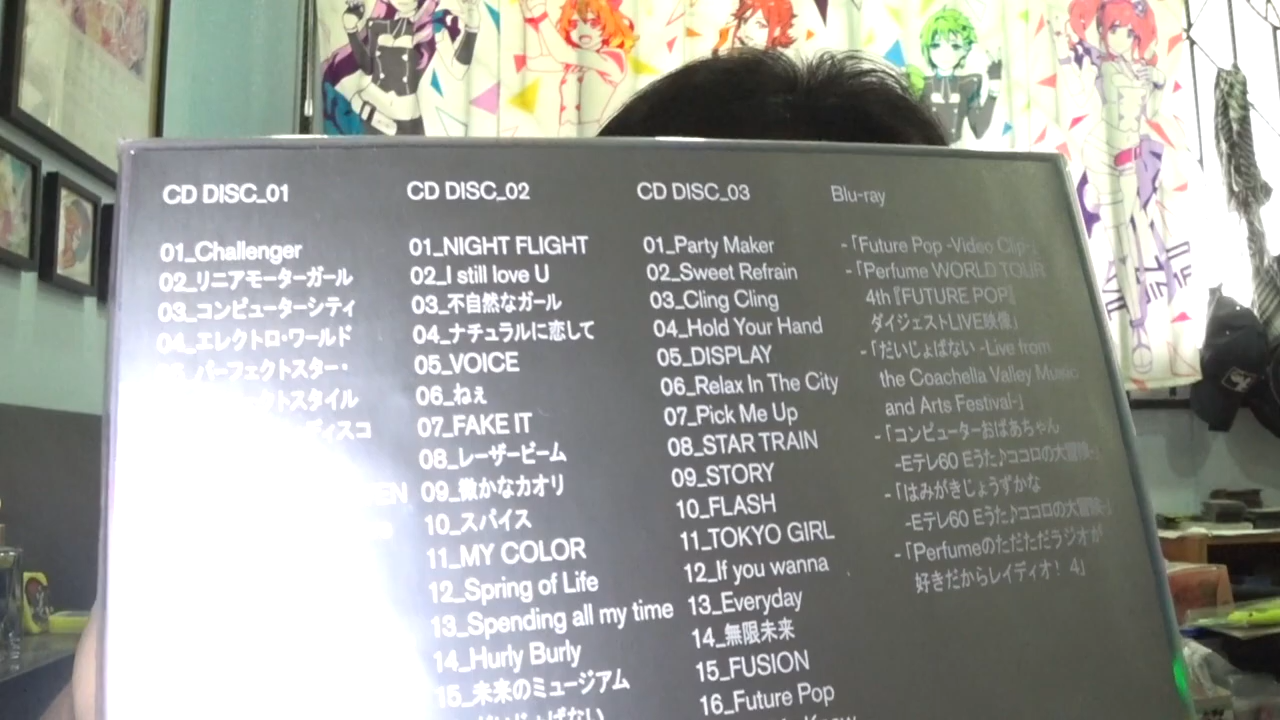 CD DISC_01
01_Challenger
02_リニアモーターガール
03_コンピューターシティ
04_エレクトロ・ワールド
パーフェクトスター・
クトスタイル
ディスコ
EN
CD DISC_02
01_NIGHT FLIGHT
02_I still love U
03_不自然なガール
04_ナチュラルに恋して
05_VOICE
06_ねぇ
07_FAKE IT
08_レーザービーム
09_微かなカオリ
10_スパイス
11_MY COLOR
12_Spring of Life
13_Spending all my time
14_Hurly Burly
15_未来のミュージアム
だいじょばない
CD DISC_03
01_Party Maker
02_Sweet Refrain
03_Cling Cling
04_Hold Your Hand
05_DISPLAY
06_Relax In The City
07_Pick Me Up
08_STAR TRAIN
09_STORY
10_FLASH
11_TOKYO GIRL
12_If you wanna
13_Everyday
14_無限未来
15_FUSION
16_Future Pop
Blu-ray
-「Future Pop -Video Clip-」
-「Perfume WORLD TOUR
4th『FUTURE POP』
ダイジェストLIVE映像」
-「だいじょばない -Live from
the Coachella Valley Music
and Arts Festival-」
-「コンピューターおばあちゃん
-Eテレ60 Eうた♪ココロの大冒険-」
-「はみがきじょうずかな
-Eテレ60 Eうた♪ココロの大冒険-」
-「Perfumeのただただラジオが
好きだからレイディオ！ 4」